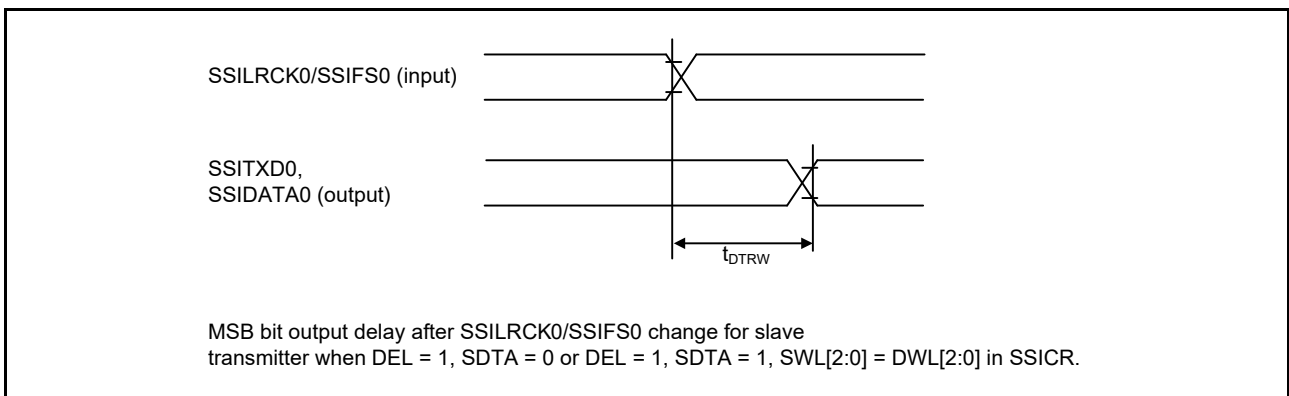 SSILRCK0/SSIFS0 (input)
SSITXD0,
SSIDATA0 (output)
tDTRW
MSB bit output delay after SSILRCK0/SSIFS0 change for slave
transmitter when DEL = 1, SDTA = 0 or DEL = 1, SDTA = 1, SWL[2:0] = DWL[2:0] in SSICR.